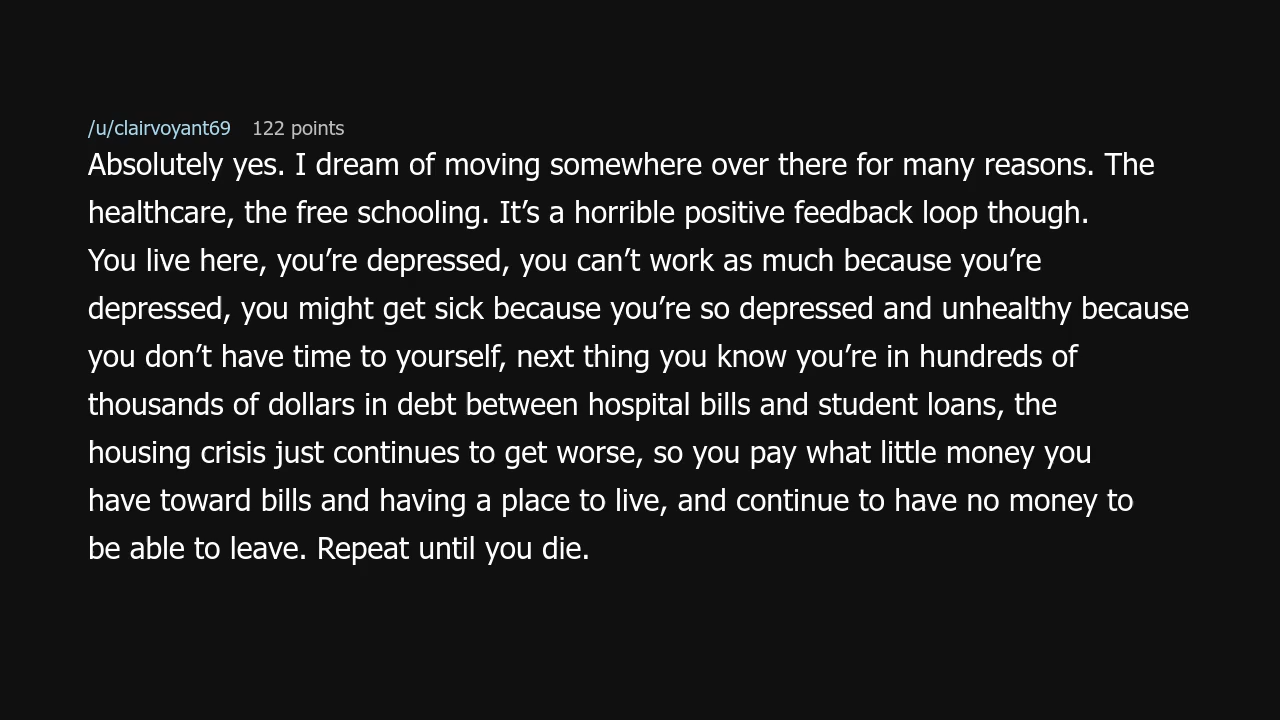 /u/clairvoyant69 122 points
Absolutely yes. I dream of moving somewhere over there for many reasons. The
healthcare, the free schooling. It’s a horrible positive feedback loop though.
You live here, you’re depressed, you can’t work as much because you’re
depressed, you might get sick because you’re so depressed and unhealthy because
you don’t have time to yourself, next thing you know you’re in hundreds of
thousands of dollars in debt between hospital bills and student loans, the
housing crisis just continues to get worse, so you pay what little money you
have toward bills and having a place to live, and continue to have no money to
be able to leave. Repeat until you die.